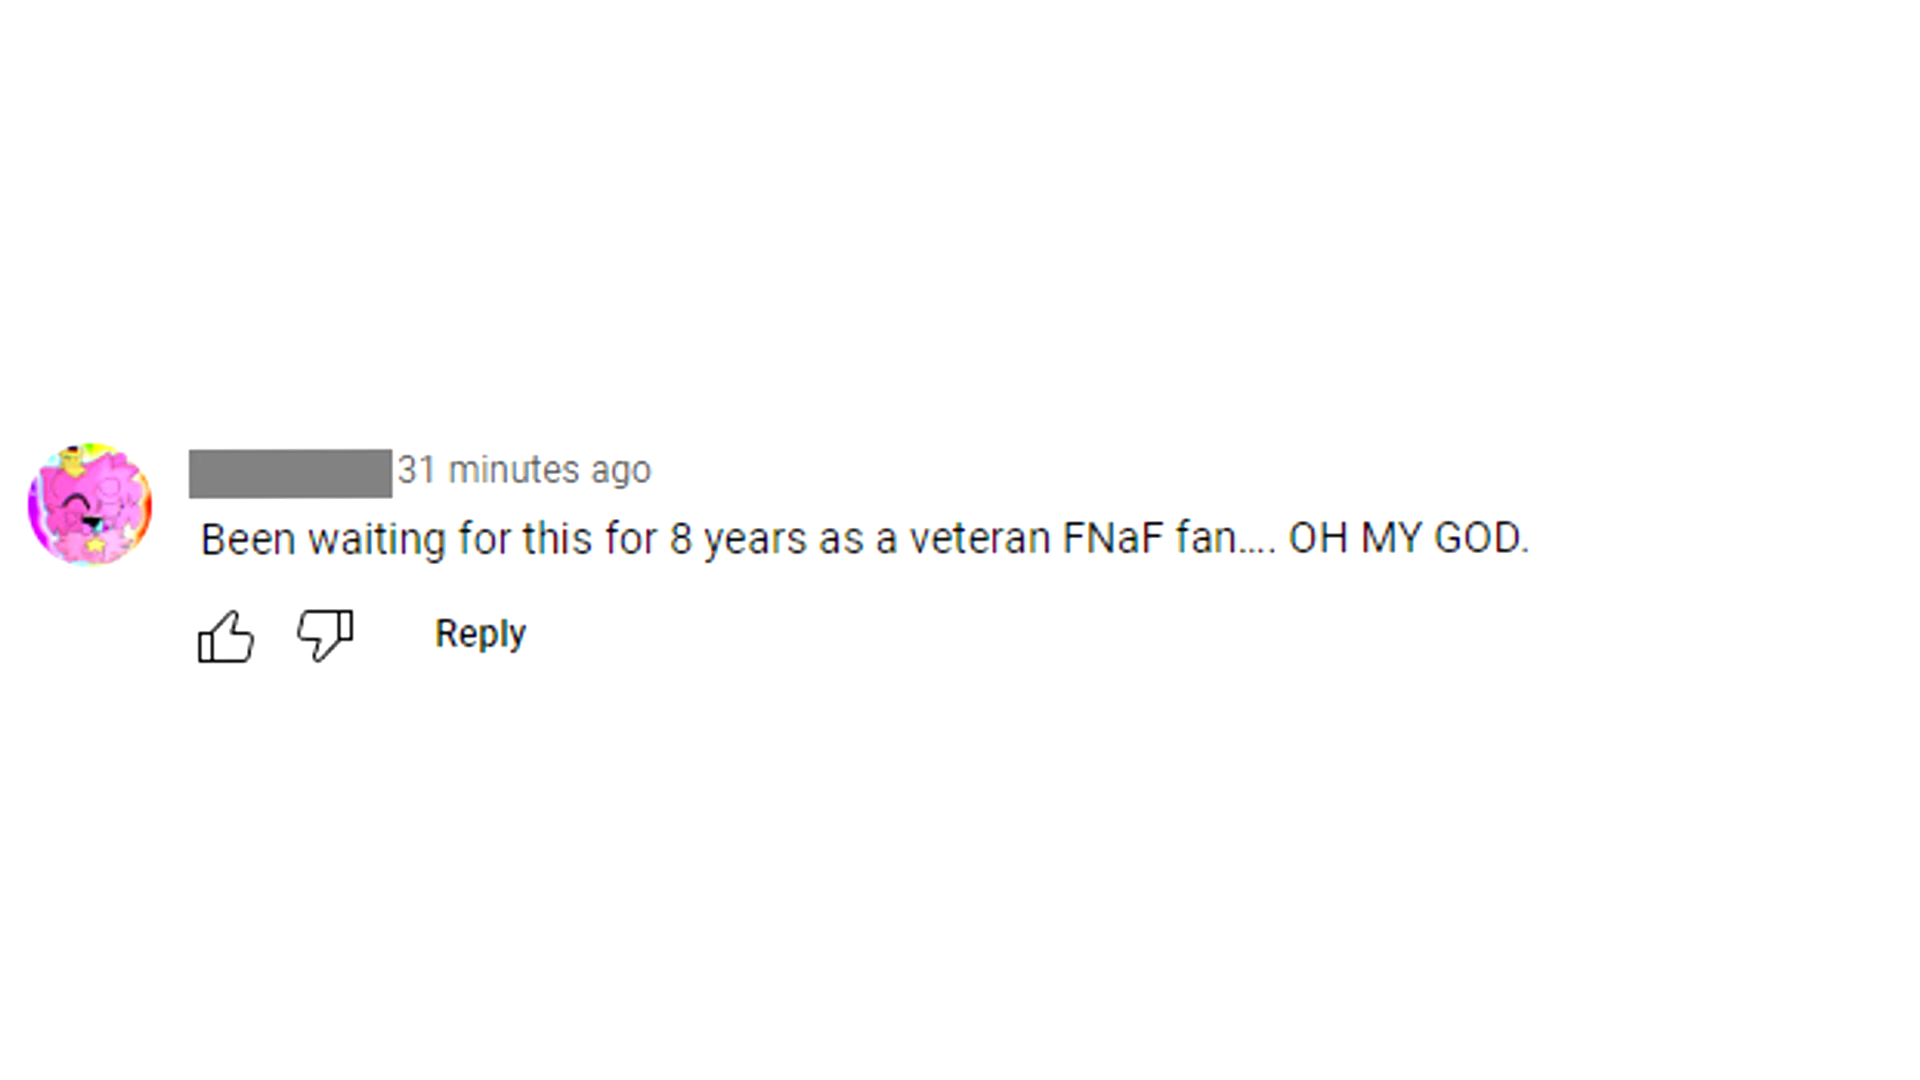 31 minutes ago
Been waiting for this for 8 years as a veteran FNaF fan.... OH MY GOD.
Reply